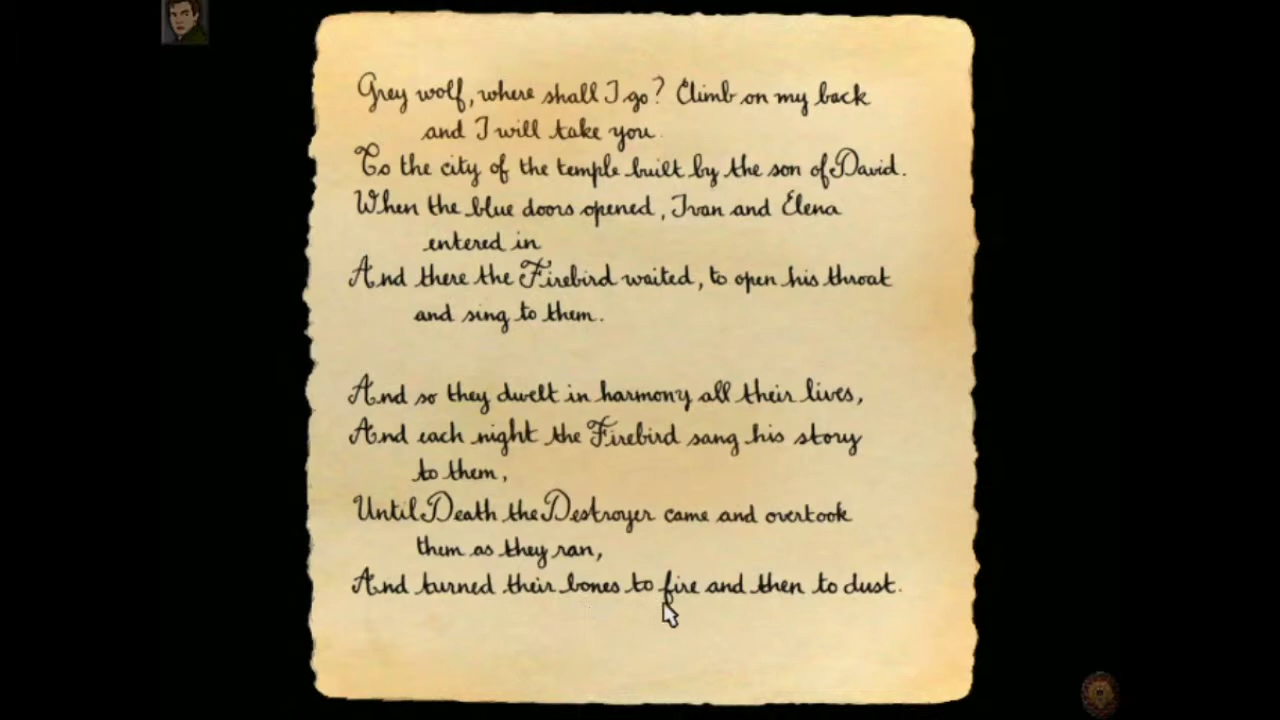 Grey wolf, where shall I go? Climb on my back
and I will take you.
To the city of the temple built by the son of David.
When the blue doors opened, Ivan and Elena
entered in
And there the Firebird waited, to open his throat
and sing to them.
And so they dwelt in harmony all their lives,
And each night the Firebird sang his story
to them,
Until Death the Destroyer came and overtook
them as they ran,
And turned their bones to fire and then to dust.